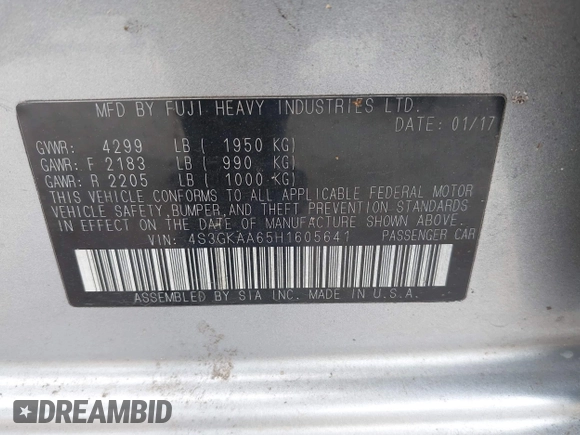 MFD BY FUJI HEAVY INDUSTRIES LTD.
DATE: 01/17
GVWR: 4299 LB ( 1950 KG)
GAWR: F 2183 LB ( 990 KG)
GAWR: R 2205 LB ( 1000 KG)
THIS VEHICLE CONFORMS TO ALL APPLICABLE FEDERAL MOTOR
VEHICLE SAFETY, BUMPER, AND THEFT PREVENTION STANDARDS
IN EFFECT ON THE DATE OF MANUFACTURE SHOWN ABOVE.
VIN: 4S3GKAA65H1605641 PASSENGER CAR
ASSEMBLED BY SIA INC. MADE IN U.S.A.
DREAMBID